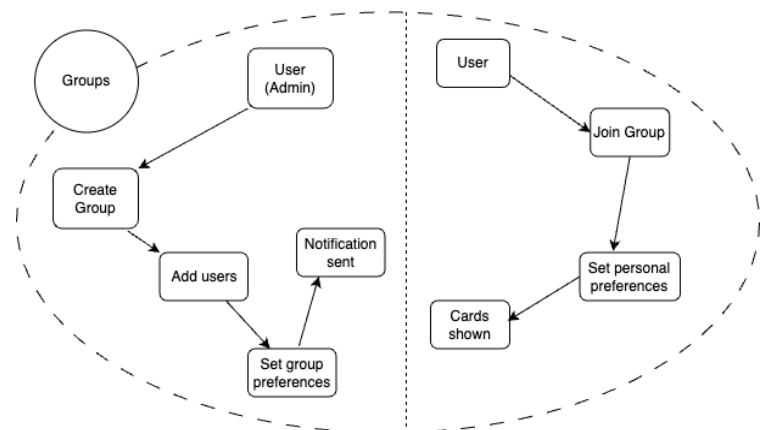 Groups
User
(Admin)
Create
Group
Add users
Notification
sent
Set group
preferences
User
Join Group
Set personal
preferences
Cards
shown